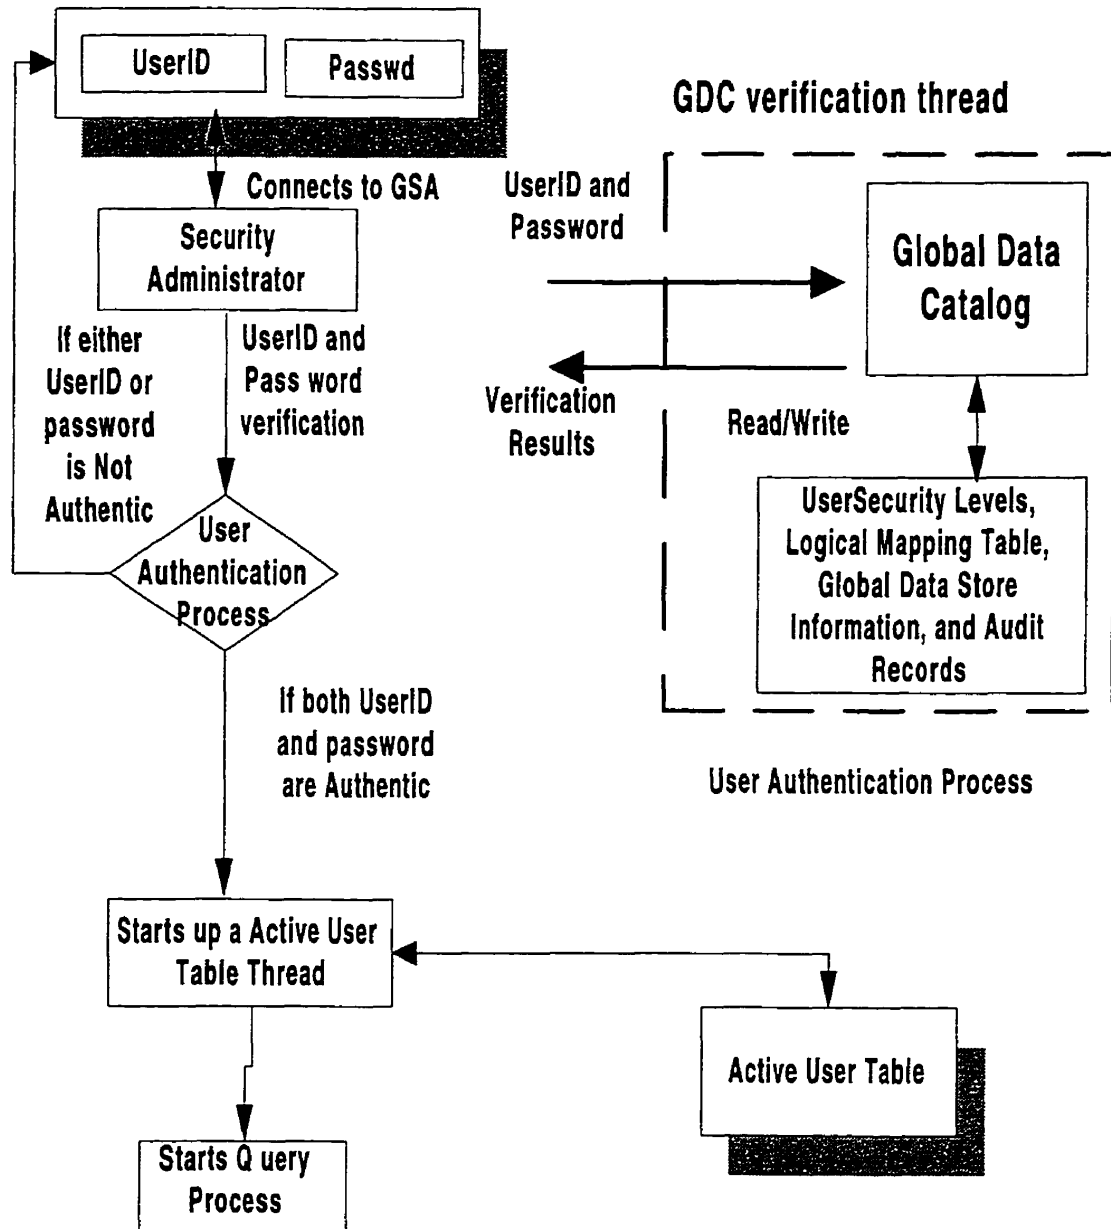 UserID
Passwd
Connects to GSA
Security
Administrator
If either
UserID or
password
is Not
Authentic
UserID and
Pass word
verification
User
Authentication
Process
If both UserID
and password
are Authentic
Starts up a Active User
Table Thread
Starts Q uery
Process
Active User Table
GDC verification thread
UserID and
Password
Verification
Results
Global Data
Catalog
Read/Write
UserSecurity Levels,
Logical Mapping Table,
Global Data Store
Information, and Audit
Records
User Authentication Process